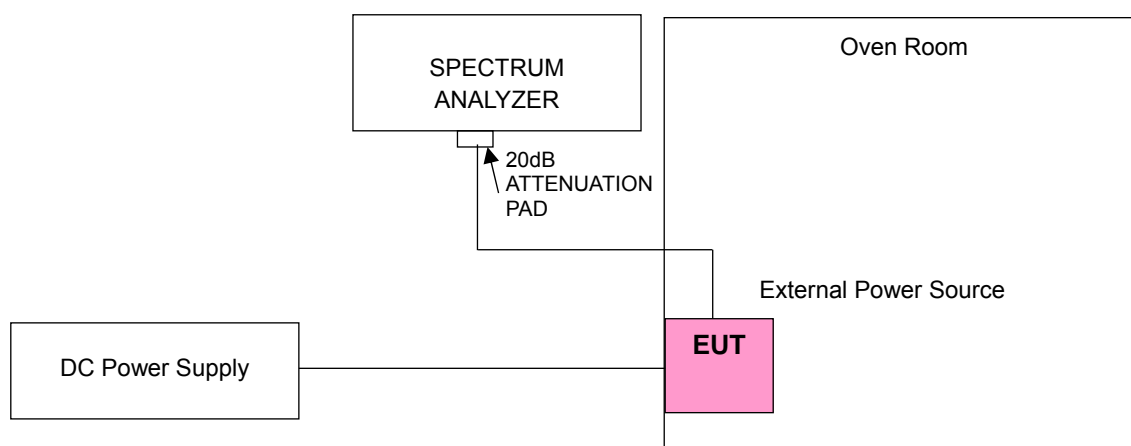 SPECTRUM
ANALYZER
Oven Room
20dB
ATTENUATION
PAD
External Power Source
EUT
DC Power Supply